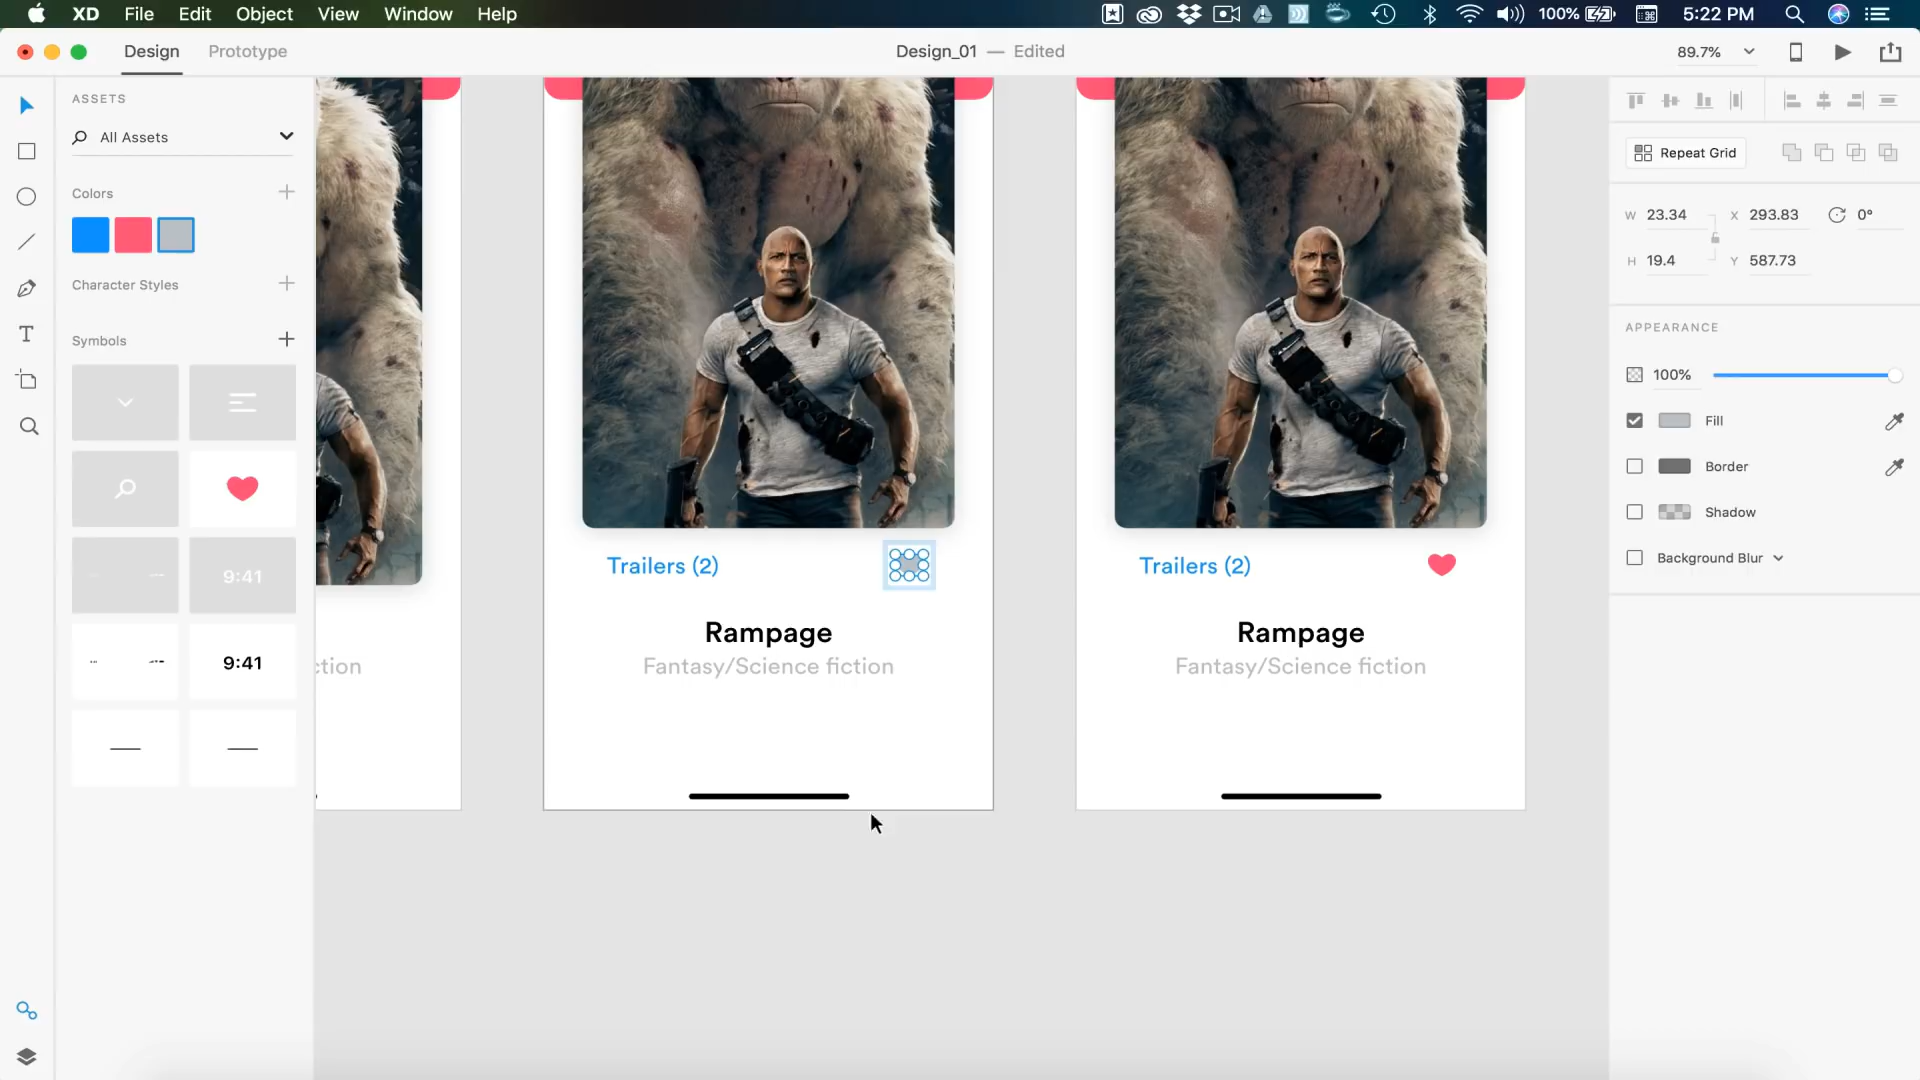 XD File Edit Object View Window Help
100% 5:22 PM
Design Prototype
Design_01 — Edited
89.7%
ASSETS
All Assets
Colors
Character Styles
Symbols
9:41
9:41
ction
Trailers (2)
Rampage
Fantasy/Science fiction
Trailers (2)
Rampage
Fantasy/Science fiction
Repeat Grid
W 23.34 X 293.83 0°
H 19.4 Y 587.73
APPEARANCE
100%
Fill
Border
Shadow
Background Blur